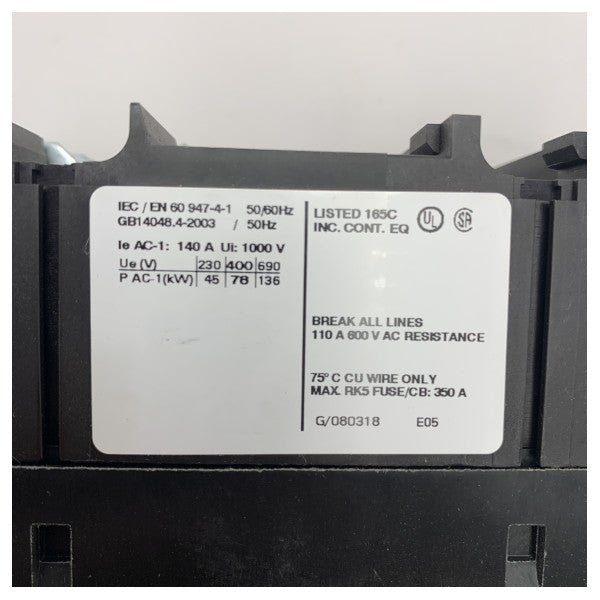 IEC / EN 60 947-4-1 50/60Hz
GB14048.4-2003 / 50Hz
Ie AC-1: 140 A Ui: 1000 V
Ue (V) 230 400 690
P AC-1(kW) 45 78 136
LISTED 165C
INC. CONT. EQ
UL
SA
BREAK ALL LINES
110 A 600 V AC RESISTANCE
75° C CU WIRE ONLY
MAX. RK5 FUSE/CB: 350 A
G/080318 E05